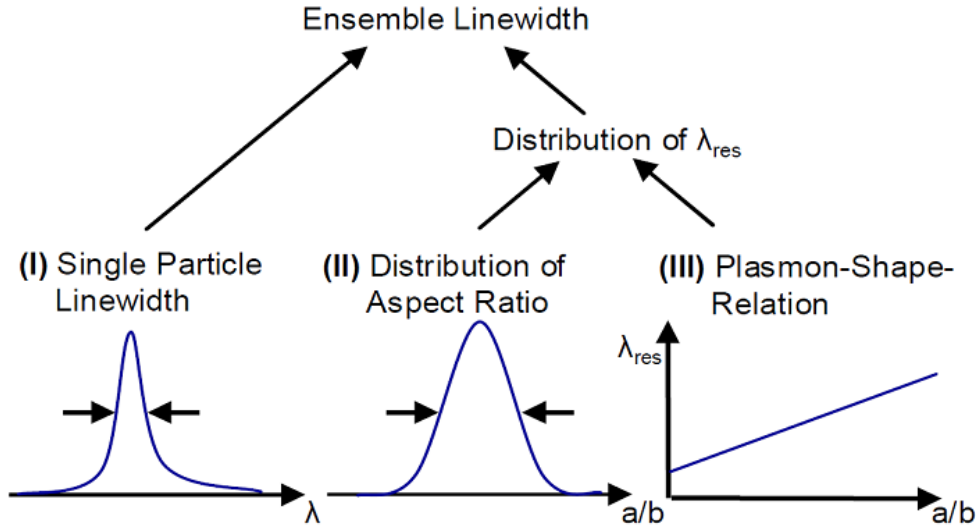 Ensemble Linewidth
Distribution of λres
(I) Single Particle
Linewidth
(II) Distribution of
Aspect Ratio
(III) Plasmon-Shape-
Relation
λres
λ
a/b
a/b